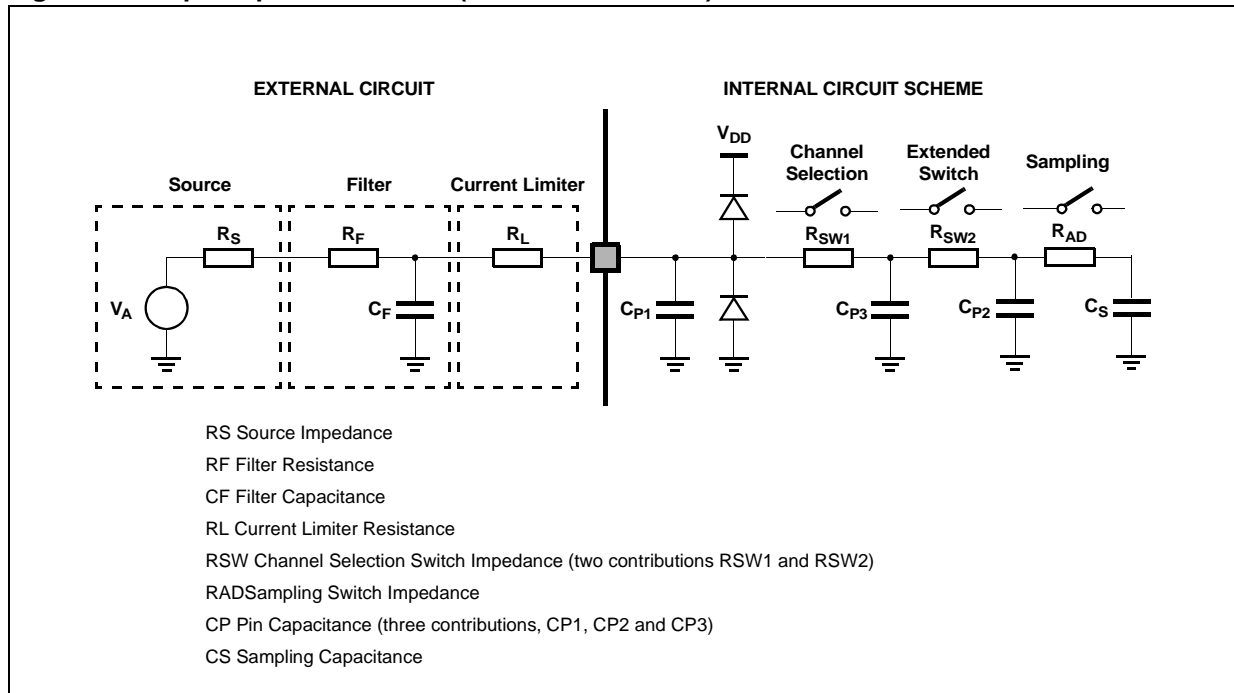 EXTERNAL CIRCUIT
INTERNAL CIRCUIT SCHEME
VDD
Channel
Selection
Extended
Switch
Sampling
Source
Filter
Current Limiter
RS
RF
RL
RSW1
RSW2
RAD
VA
CF
CP1
CP3
CP2
CS
RS Source Impedance
RF Filter Resistance
CF Filter Capacitance
RL Current Limiter Resistance
RSW Channel Selection Switch Impedance (two contributions RSW1 and RSW2)
RADSampling Switch Impedance
CP Pin Capacitance (three contributions, CP1, CP2 and CP3)
CS Sampling Capacitance